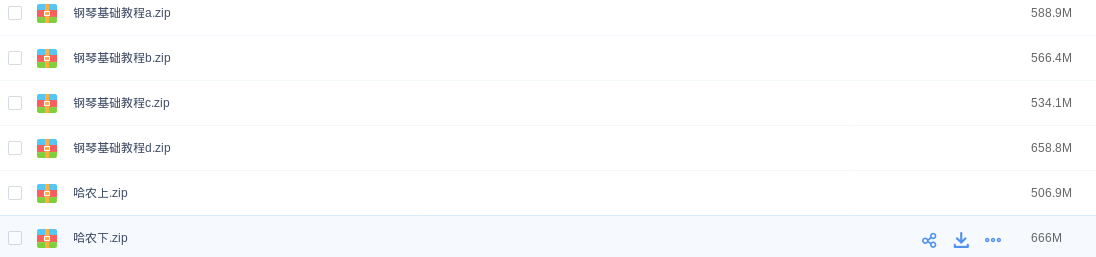 钢琴基础教程a.zip 588.9M
钢琴基础教程b.zip 566.4M
钢琴基础教程c.zip 534.1M
钢琴基础教程d.zip 658.8M
哈农上.zip 506.9M
哈农下.zip 666M